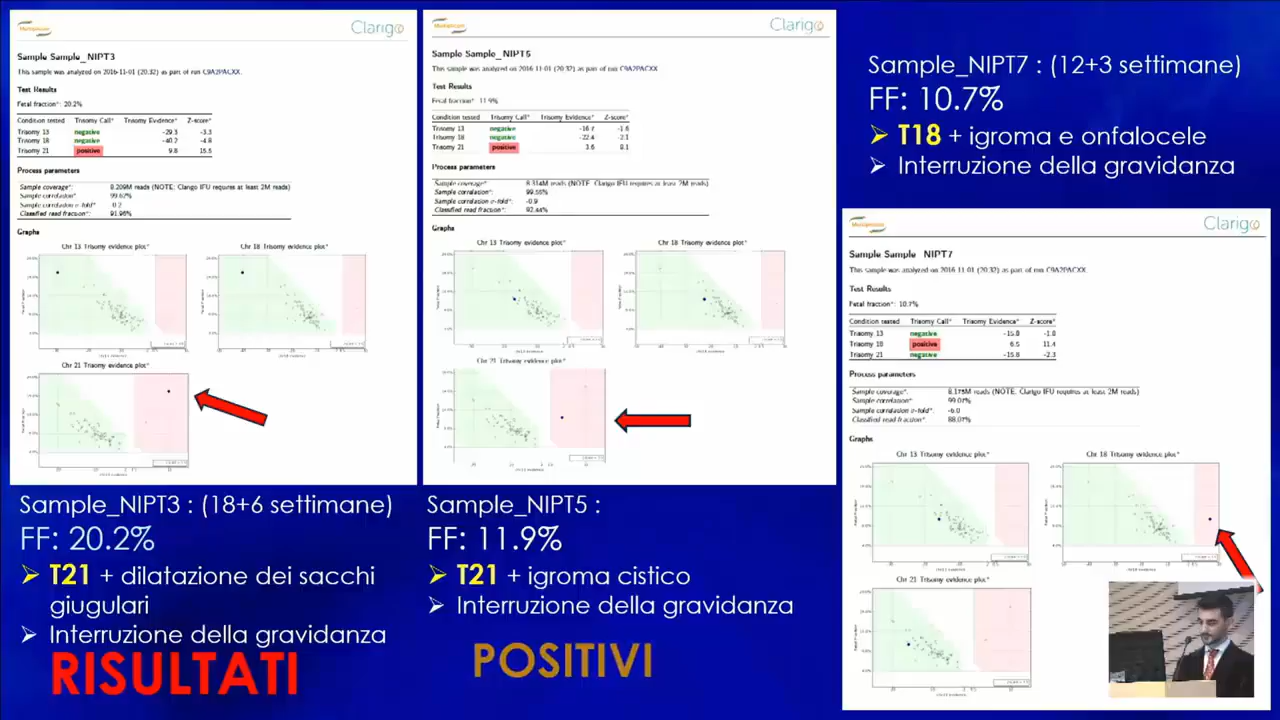 Multiplicom
Clarigo
Sample Sample_NIPT3
This sample was analyzed on 2016-11-01 (20:32) as part of run C9A2PACXX.
Test Results
Fetal fraction*: 20.2%
Condition tested Trisomy Call* Trisomy Evidence* Z-score*
Trisomy 13 negative -29.3 -3.3
Trisomy 18 negative -4.8
Trisomy 21 positive 9.8 15.5
Process parameters
Sample coverage*: 8.209M reads (NOTE: Clarigo IFU requires at least 2M reads)
Sample correlation*: 99.62%
Sample correlation ir-fold*: 0.2
Classified read fraction*: 91.96%
Graphs
Chr 13 Trisomy evidence plot*
Chr 18 Trisomy evidence plot*
Chr 21 Trisomy evidence plot*
Sample_NIPT3 : (18+6 settimane)
FF: 20.2%
T21 + dilatazione dei sacchi
giugulari
Interruzione della gravidanza
RISULTATI
Multiplicom
Clarigo
Sample Sample_NIPT5
This sample was analyzed on 2016-11-01 (20:32) as part of run C9A2PACXX.
Test Results
Fetal fraction*: 11.9%
Condition tested Trisomy Call* Trisomy Evidence* Z-score*
Trisomy 13 negative -16.7 -1.6
Trisomy 18 negative -22.4 -2.1
Trisomy 21 positive 3.6 8.1
Process parameters
Sample coverage*: 8.314M reads (NOTE: Clarigo IFU requires at least 2M reads)
Sample correlation*: 99.55%
Sample correlation ir-fold*: -0.9
Classified read fraction*: 92.44%
Graphs
Chr 13 Trisomy evidence plot*
Chr 18 Trisomy evidence plot*
Chr 21 Trisomy evidence plot*
Sample_NIPT5 :
FF: 11.9%
T21 + igroma cistico
Interruzione della gravidanza
POSITIVI
Sample_NIPT7 : (12+3 settimane)
FF: 10.7%
T18 + igroma e onfalocele
Interruzione della gravidanza
Multiplicom
Clarigo
Sample Sample_NIPT7
This sample was analyzed on 2016-11-01 (20:32) as part of run C9A2PACXX.
Test Results
Fetal fraction*: 10.7%
Condition tested Trisomy Call* Trisomy Evidence* Z-score*
Trisomy 13 negative -15.8 -1.8
Trisomy 18 positive 6.5 11.4
Trisomy 21 negative -15.8 -2.3
Process parameters
Sample coverage*: 8.175M reads (NOTE: Clarigo IFU requires at least 2M reads)
Sample correlation*: 99.07%
Sample correlation ir-fold*: -6.0
Classified read fraction*: 88.07%
Graphs
Chr 13 Trisomy evidence plot*
Chr 18 Trisomy evidence plot*
Chr 21 Trisomy evidence plot*